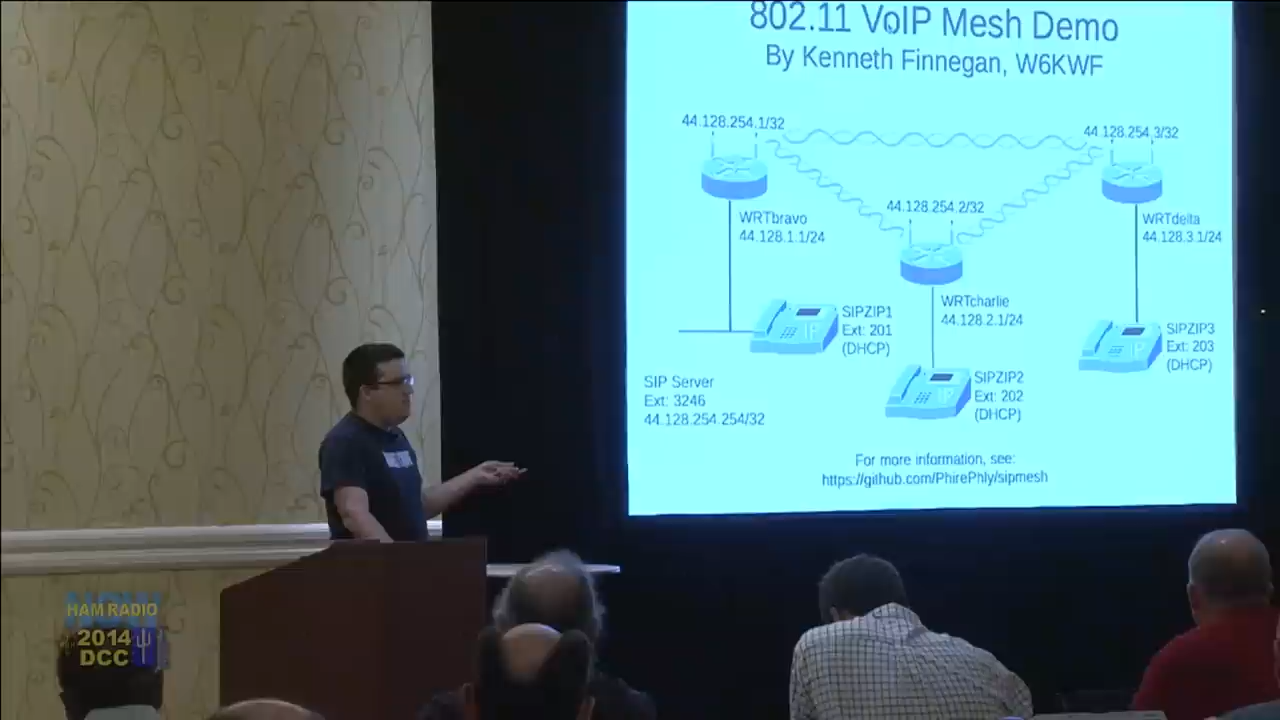 802.11 VoIP Mesh Demo
By Kenneth Finnegan, W6KWF
44.128.254.1/32
44.128.254.3/32
44.128.254.2/32
WRTbravo
44.128.1.1/24
WRTdelta
44.128.3.1/24
WRTcharlie
44.128.2.1/24
SIPZIP1
Ext: 201
(DHCP)
SIPZIP3
Ext: 203
(DHCP)
SIP Server
Ext: 3246
44.128.254.254/32
SIPZIP2
Ext: 202
(DHCP)
IP
IP
IP
For more information, see:
https://github.com/PhirePhly/sipmesh
HAM RADIO
NOW
2014
DCC